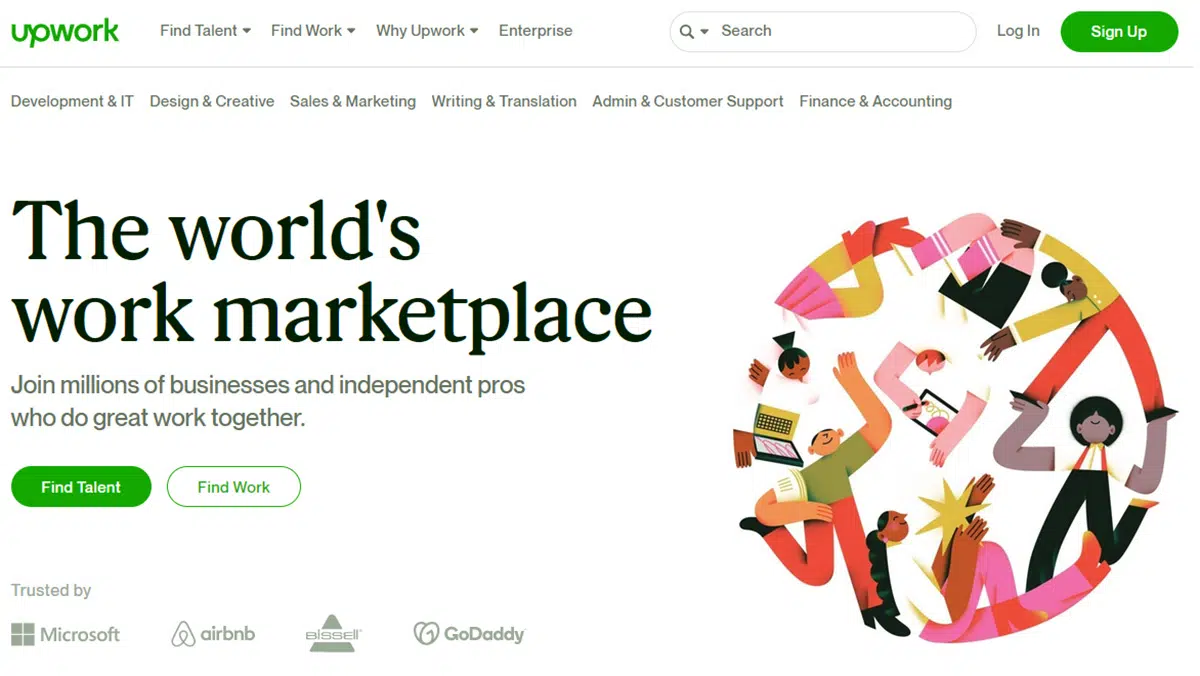 upwork Find Talent Find Work Why Upwork Enterprise Search Log In Sign Up
Development & IT Design & Creative Sales & Marketing Writing & Translation Admin & Customer Support Finance & Accounting
The world's
work marketplace
Join millions of businesses and independent pros
who do great work together.
Find Talent Find Work
Trusted by
Microsoft airbnb BISSELL GoDaddy